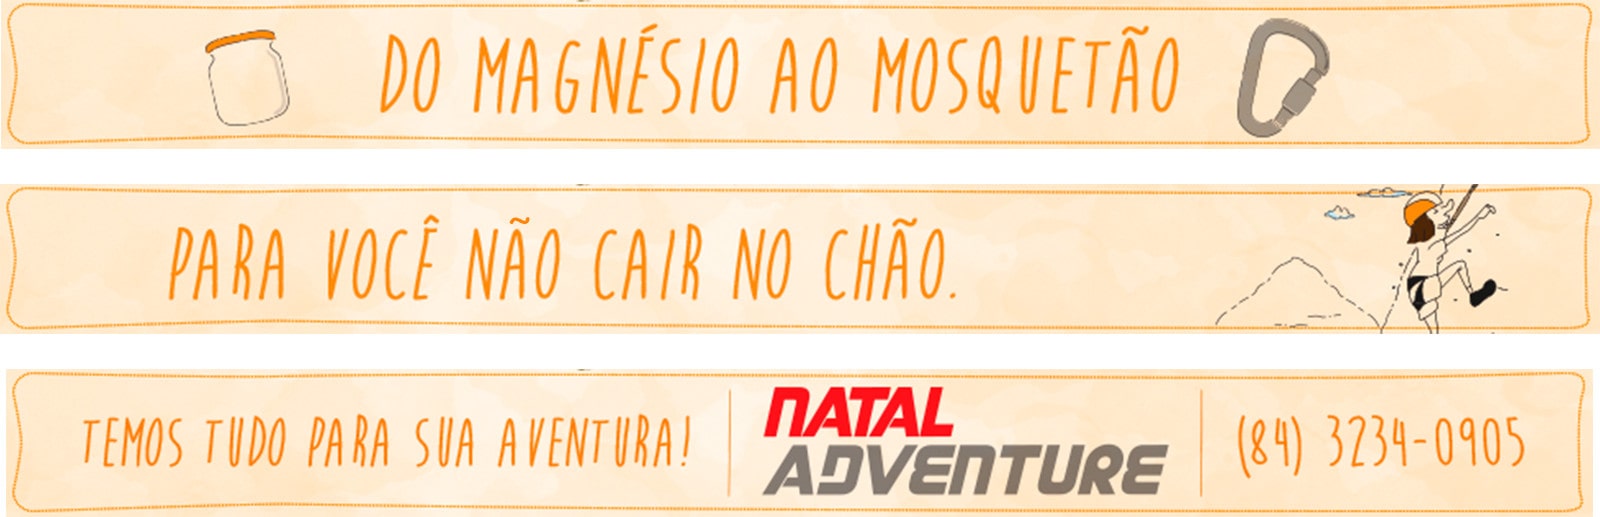 DO MAGNÉSIO AO MOSQUETÃO
PARA VOCÊ NÃO CAIR NO CHÃO.
TEMOS TUDO PARA SUA AVENTURA!
NATAL
ADVENTURE
(84) 3234-0905